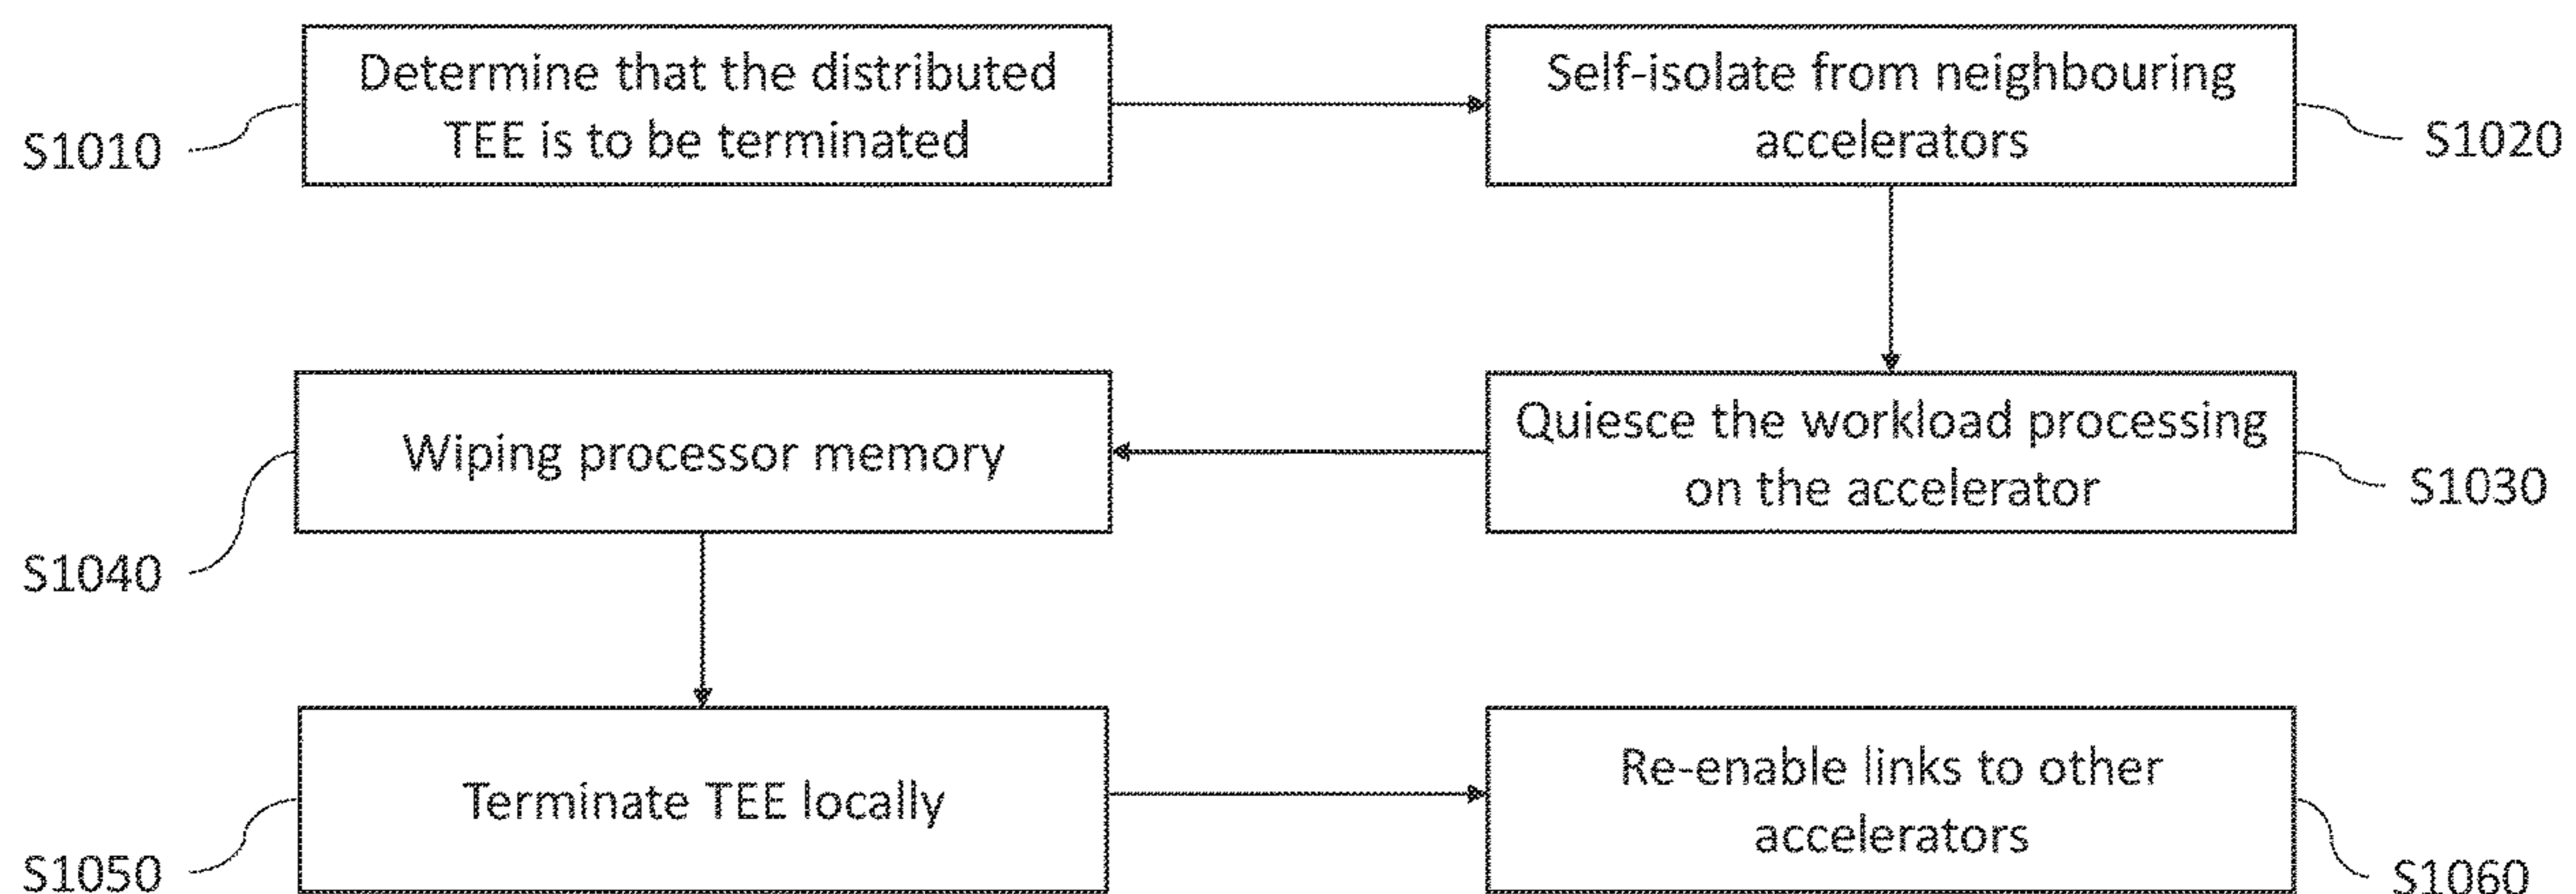 Determine that the distributed
TEE is to be terminated
S1010
Self-isolate from neighbouring
accelerators
S1020
Quiesce the workload processing
on the accelerator
S1030
Wiping processor memory
S1040
Terminate TEE locally
S1050
Re-enable links to other
accelerators
S1060